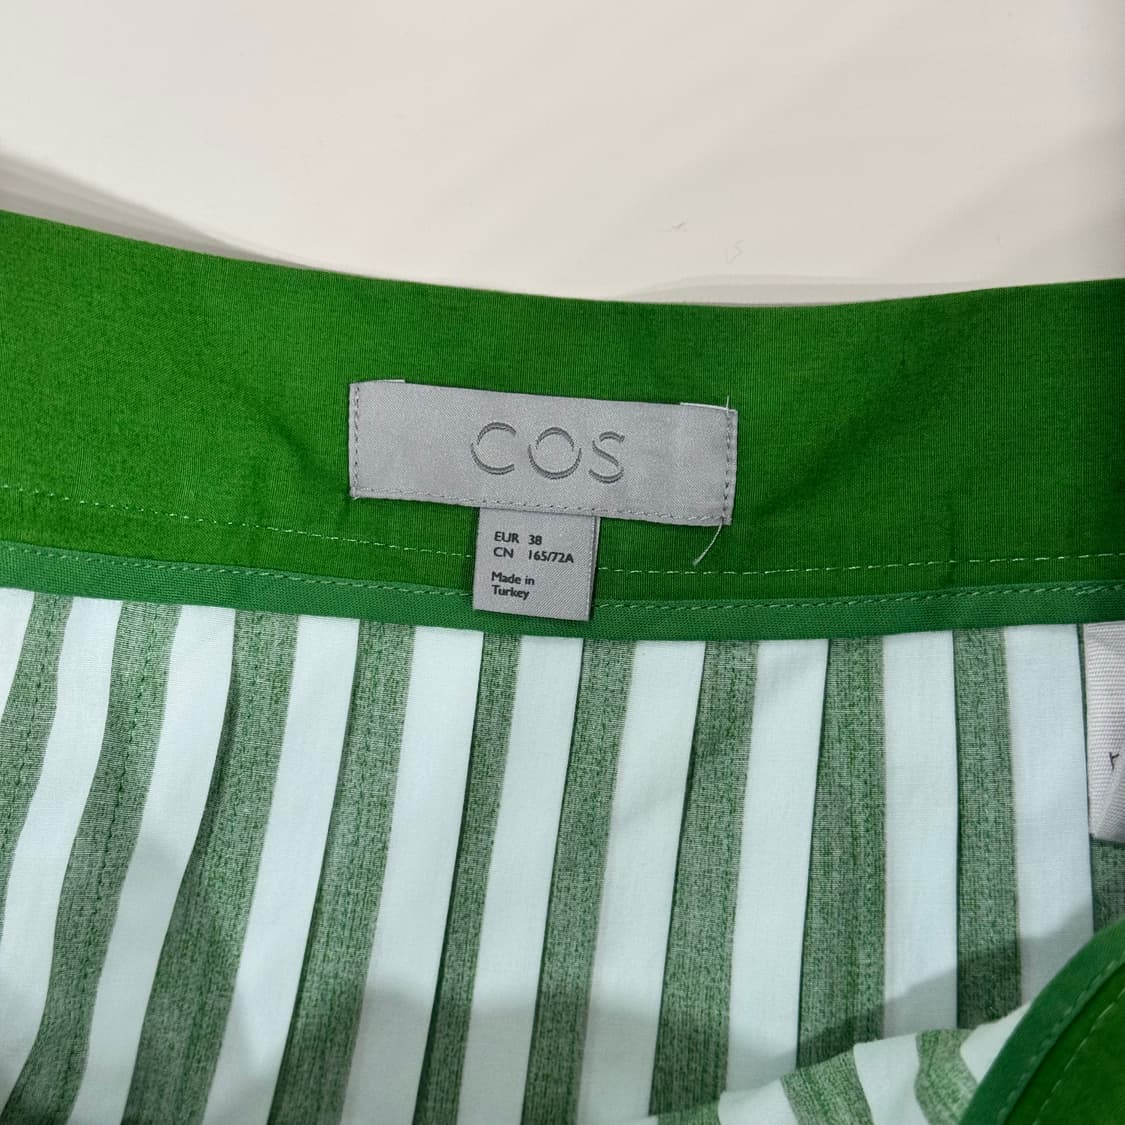 COS
EUR 38
CN 165/72A
Made in
Turkey